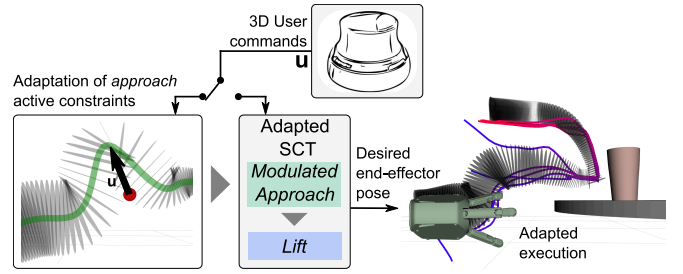 3D User
commands
u
Adaptation of approach
active constraints
u
Adapted
SCT
Modulated
Approach
Lift
Desired
end-effector
pose
Adapted
execution